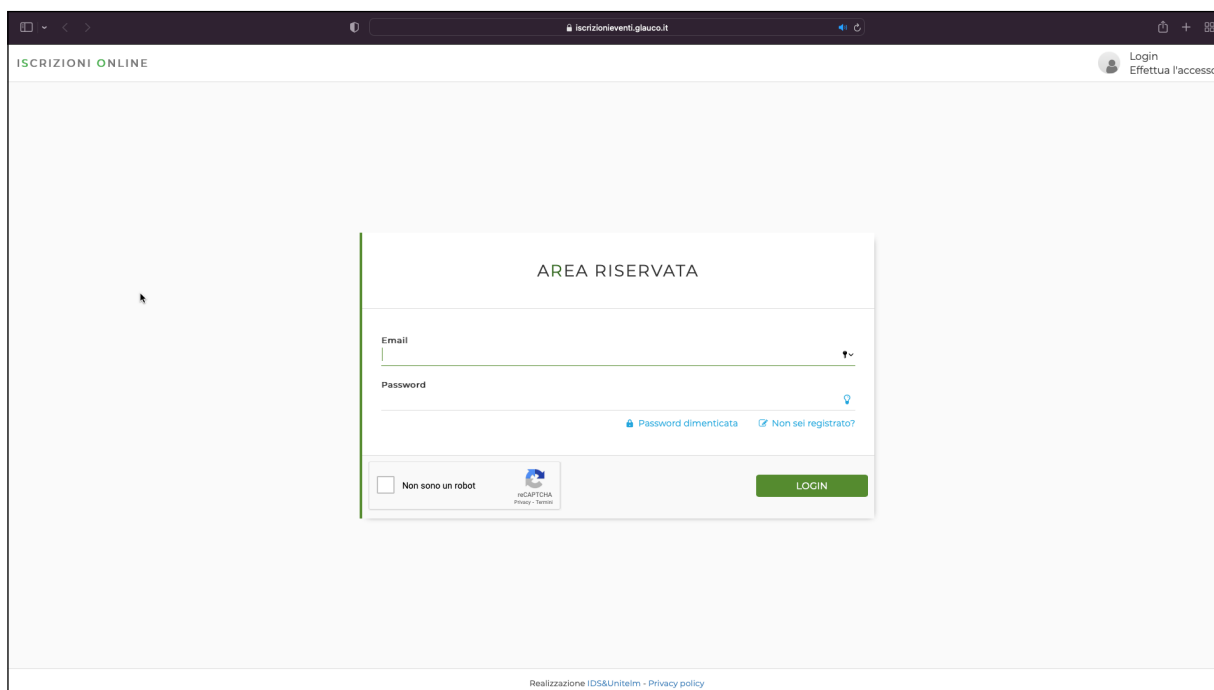 iscrizionieventi.glauco.it
ISCRIZIONI ONLINE
Login
Effettua l'accesso
AREA RISERVATA
Email
Password
Password dimenticata
Non sei registrato?
Non sono un robot
reCAPTCHA
Privacy - Termini
LOGIN
Realizzazione IDS&UniteIm - Privacy policy